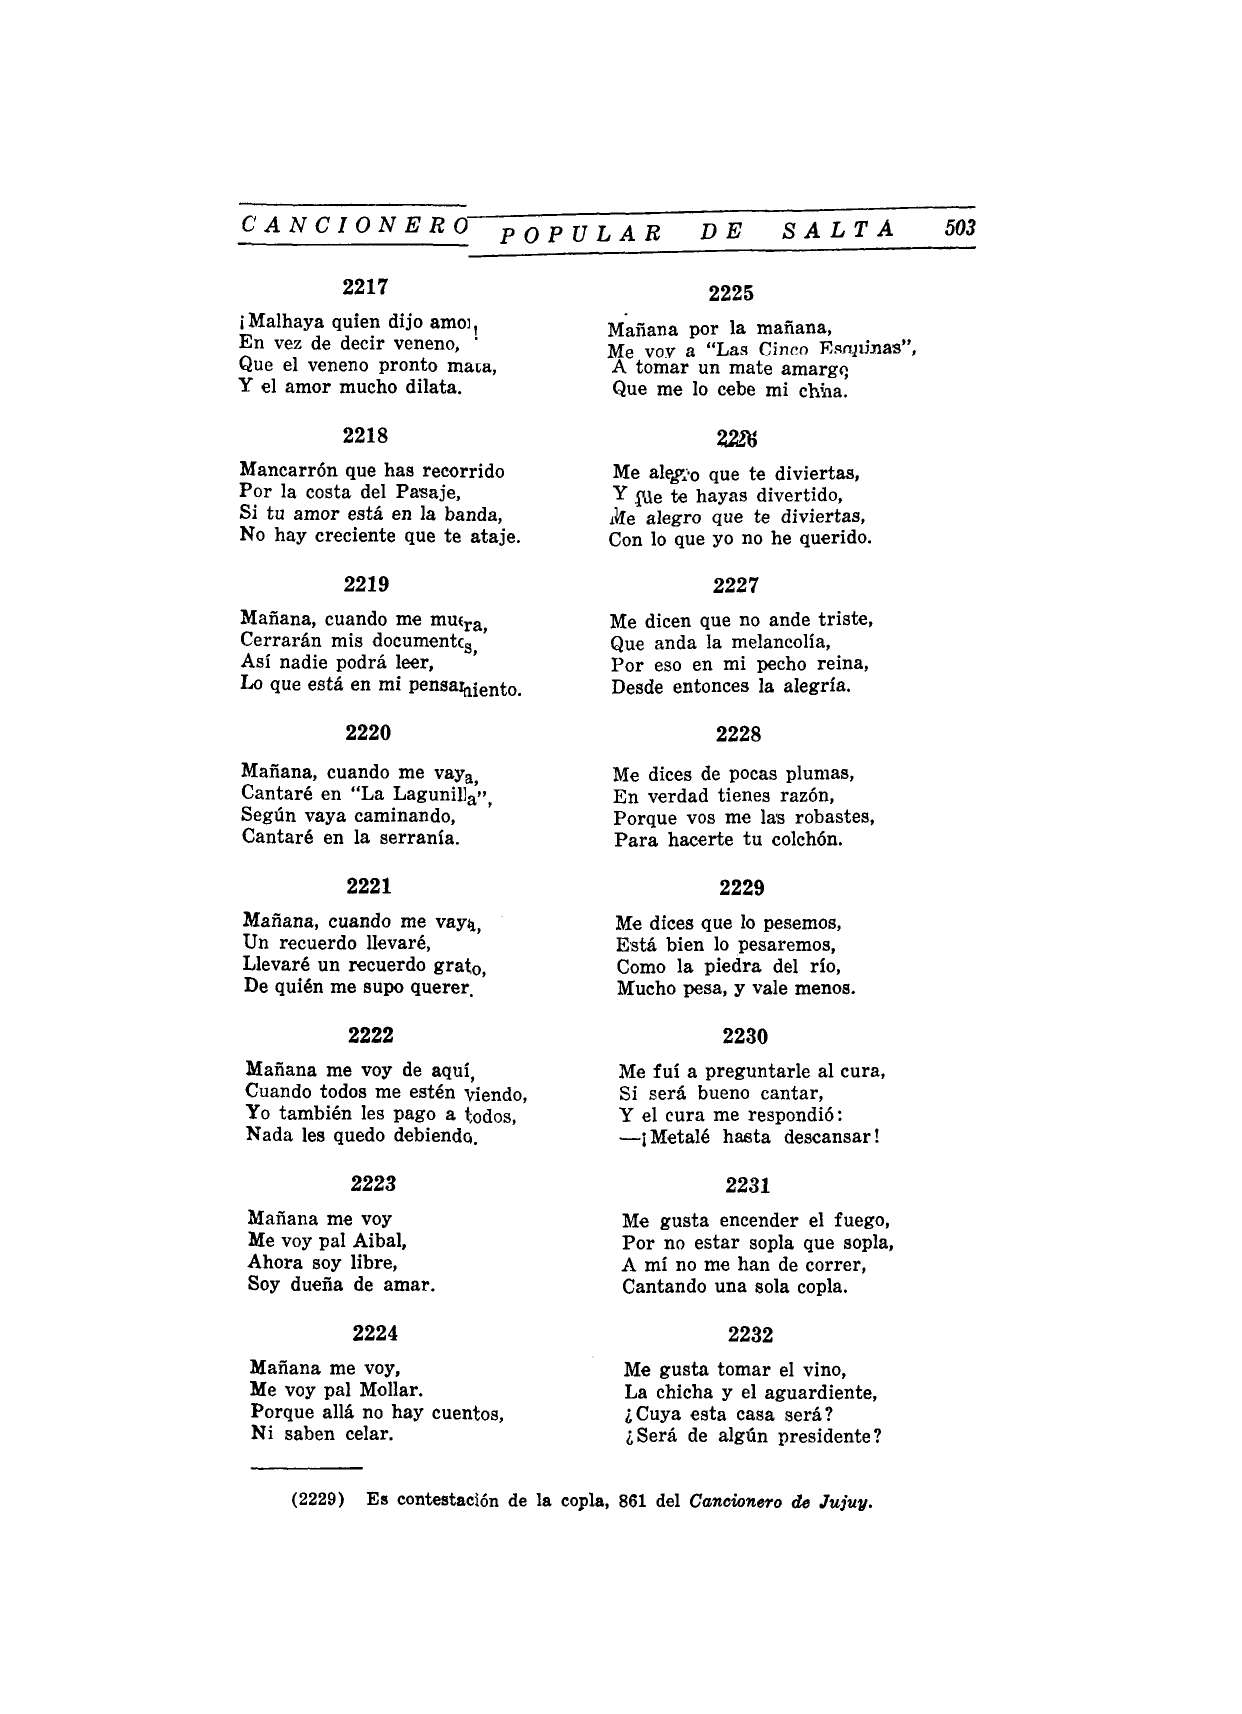 CANCIONERO POPULAR DE SALTA 503
2217
¡Malhaya quien dijo amor,
En vez de decir veneno,
Que el veneno pronto mata,
Y el amor mucho dilata.
2218
Mancarrón que has recorrido
Por la costa del Pasaje,
Si tu amor está en la banda,
No hay creciente que te ataje.
2219
Mañana, cuando me muera,
Cerrarán mis documentos,
Así nadie podrá leer,
Lo que está en mi pensamiento.
2220
Mañana, cuando me vaya,
Cantaré en “La Lagunilla”,
Según vaya caminando,
Cantaré en la serranía.
2221
Mañana, cuando me vaya,
Un recuerdo llevaré,
Llevaré un recuerdo grato,
De quién me supo querer.
2222
Mañana me voy de aquí,
Cuando todos me estén viendo,
Yo también les pago a todos,
Nada les quedo debiendo.
2223
Mañana me voy
Me voy pal Aibal,
Ahora soy libre,
Soy dueña de amar.
2224
Mañana me voy,
Me voy pal Mollar.
Porque allá no hay cuentos,
Ni saben celar.
2225
Mañana por la mañana,
Me voy a “Las Cinco Esquinas”,
A tomar un mate amargo
Que me lo cebe mi china.
2226
Me alegro que te diviertas,
Y que te hayas divertido,
Me alegro que te diviertas,
Con lo que yo no he querido.
2227
Me dicen que no ande triste,
Que anda la melancolía,
Por eso en mi pecho reina,
Desde entonces la alegría.
2228
Me dices de pocas plumas,
En verdad tienes razón,
Porque vos me las robastes,
Para hacerte tu colchón.
2229
Me dices que lo pesemos,
Está bien lo pesaremos,
Como la piedra del río,
Mucho pesa, y vale menos.
2230
Me fuí a preguntarle al cura,
Si será bueno cantar,
Y el cura me respondió:
—¡Metalé hasta descansar!
2231
Me gusta encender el fuego,
Por no estar sopla que sopla,
A mí no me han de correr,
Cantando una sola copla.
2232
Me gusta tomar el vino,
La chicha y el aguardiente,
¿Cuya esta casa será?
¿Será de algún presidente?
(2229) Es contestación de la copla, 861 del Cancionero de Jujuy.